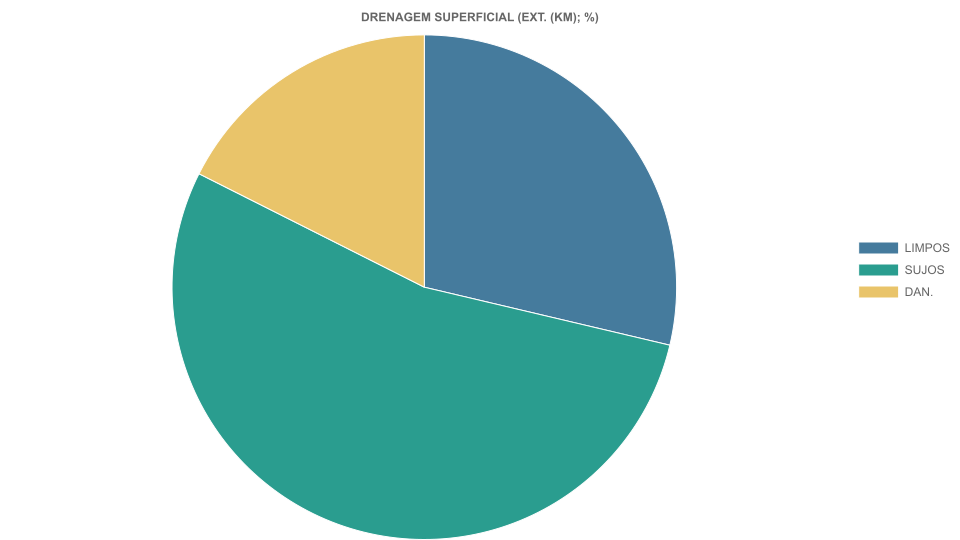 DRENAGEM SUPERFICIAL (EXT. (KM); %)
LIMPOS
SUJOS
DAN.